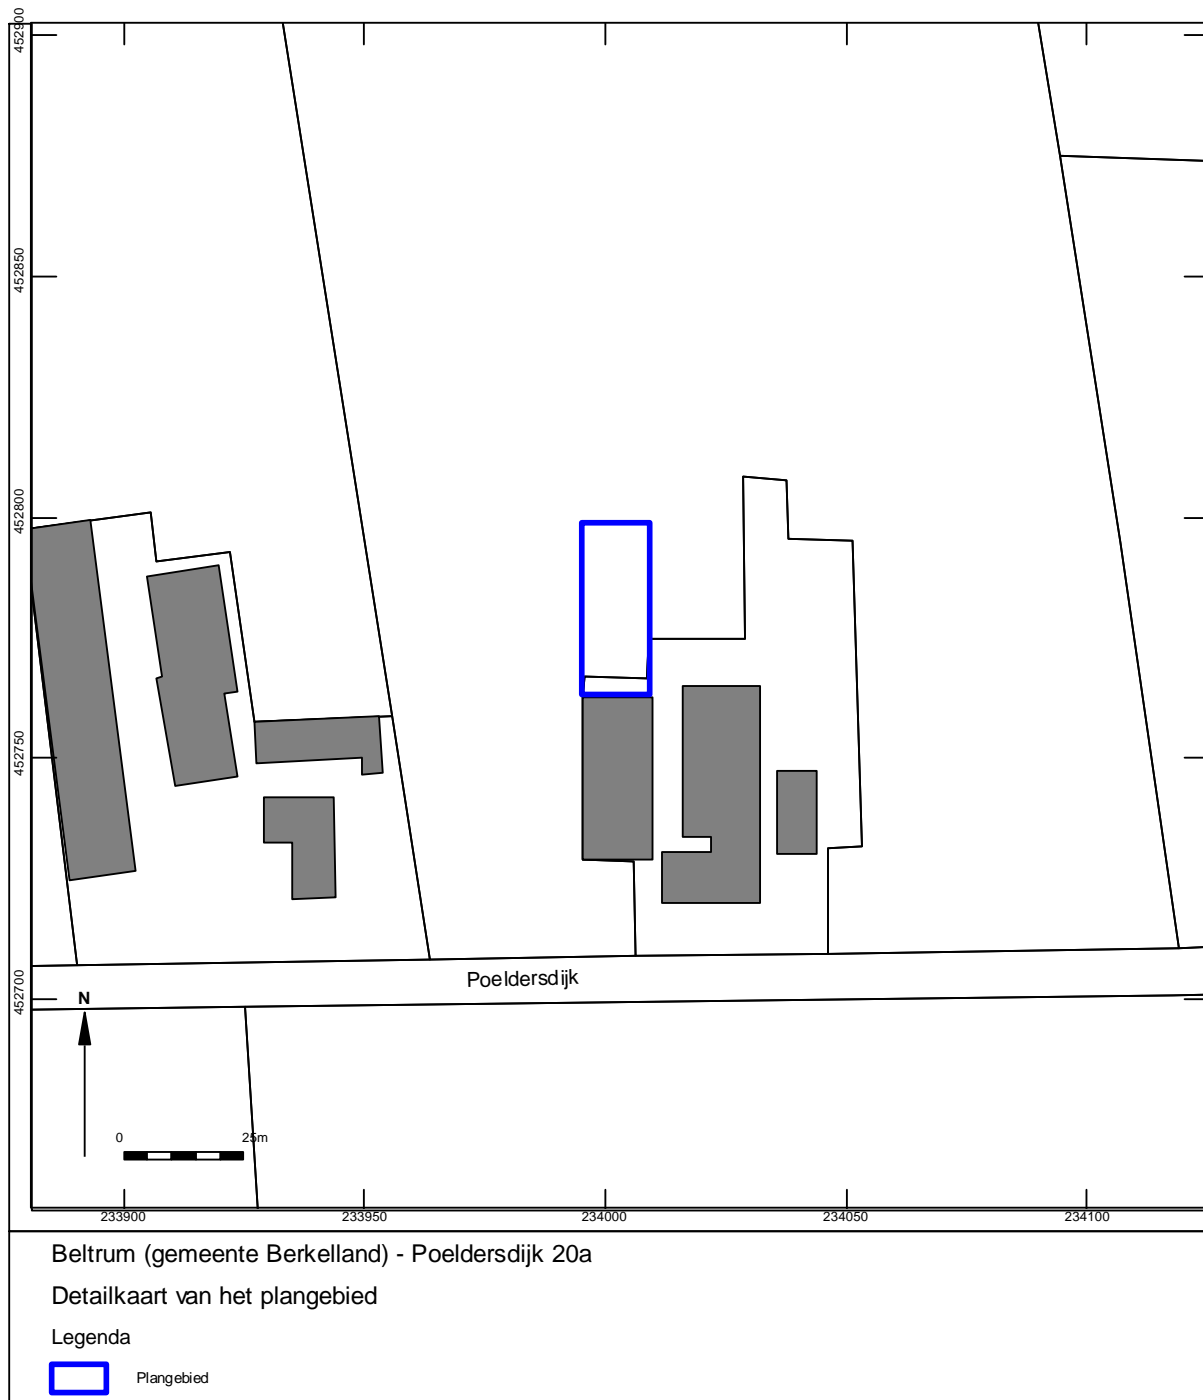 452900
452850
452800
452750
452700
Poeldersdijk
N
0 25m
233900 233950 234000 234050 234100
Beltrum (gemeente Berkelland) - Poeldersdijk 20a
Detailkaart van het plangebied
Legenda
Plangebied